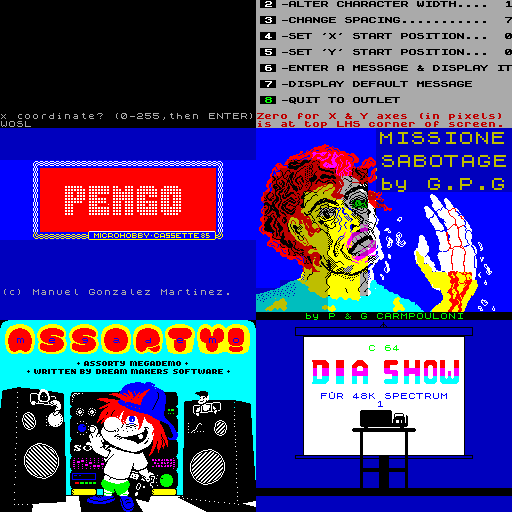 x coordinate? (0-255,then ENTER)
WOSL
2 -ALTER CHARACTER WIDTH.... 1
3 -CHANGE SPACING........... 7
4 -SET 'X' START POSITION... 0
5 -SET 'Y' START POSITION... 0
6 -ENTER A MESSAGE & DISPLAY IT
7 -DISPLAY DEFAULT MESSAGE
8 -QUIT TO OUTLET
Zero for X & Y axes (in pixels)
is at top LHS corner of screen.
PENGO
MICROHOBBY-CASSETTE 85
(c) Manuel Gonzalez Martinez.
MISSIONE
SABOTAGE
by G.P.G
by P & G CARMPOULONI
ASSORTY!
megademo
• ASSORTY MEGADEMO •
• WRITTEN BY DREAM MAKERS SOFTWARE •
C 64
DIA SHOW
FÜR 48K SPECTRUM
1